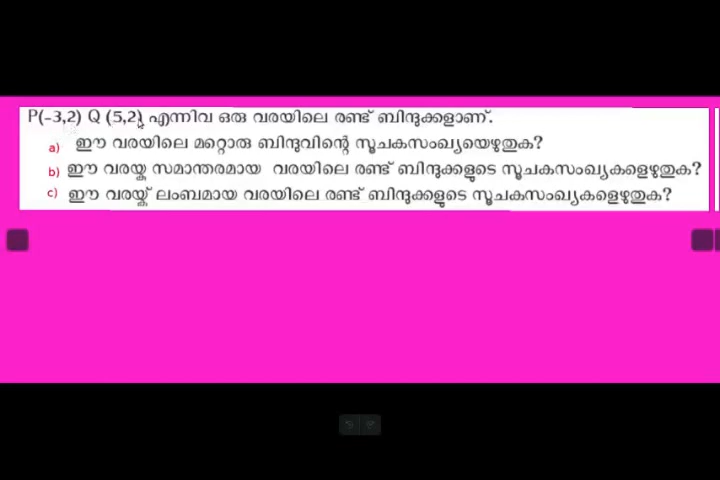 P(-3,2) Q (5,2) എന്നിവ ഒരു വരയിലെ രണ്ട് ബിന്ദുക്കളാണ്.
a) ഈ വരയിലെ മറ്റൊരു ബിന്ദുവിന്റെ സൂചകസംഖ്യയെഴുതുക?
b) ഈ വരയ്ക്കു സമാന്തരമായ വരയിലെ രണ്ട് ബിന്ദുക്കളുടെ സൂചകസംഖ്യകളെഴുതുക?
c) ഈ വരയ്ക്ക് ലംബമായ വരയിലെ രണ്ട് ബിന്ദുക്കളുടെ സൂചകസംഖ്യകളെഴുതുക?